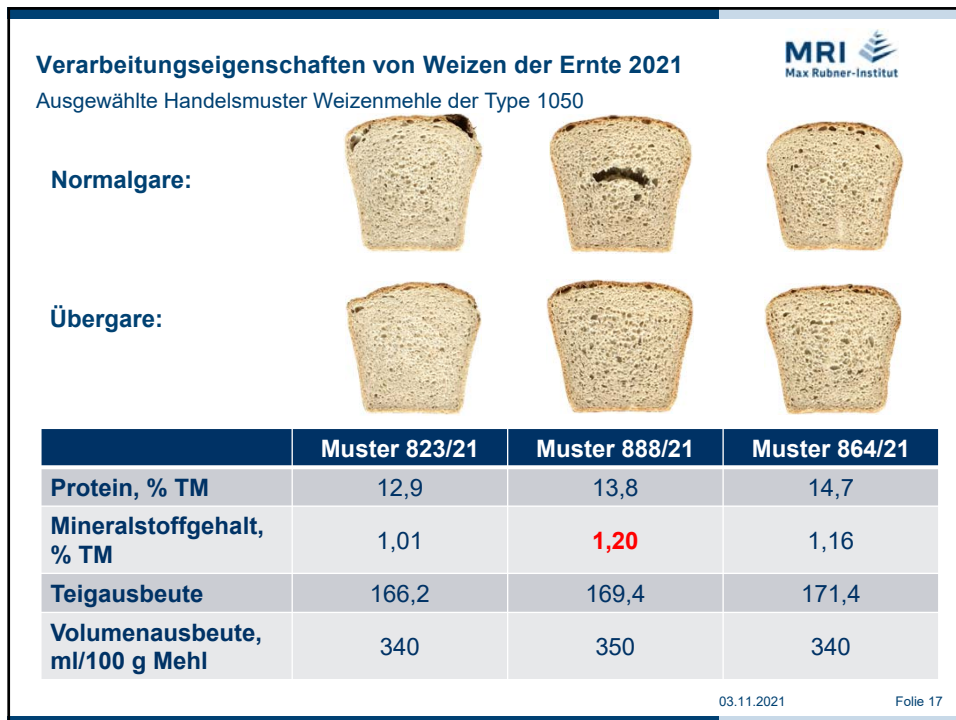 Verarbeitungseigenschaften von Weizen der Ernte 2021
MRI
Max Rubner-Institut
Ausgewählte Handelsmuster Weizenmehle der Type 1050
Normalgare:
Übergare:
Muster 823/21 Muster 888/21 Muster 864/21
Protein, % TM 12,9 13,8 14,7
Mineralstoffgehalt,
% TM 1,01 1,20 1,16
Teigausbeute 166,2 169,4 171,4
Volumenausbeute,
ml/100 g Mehl 340 350 340
03.11.2021 Folie 17